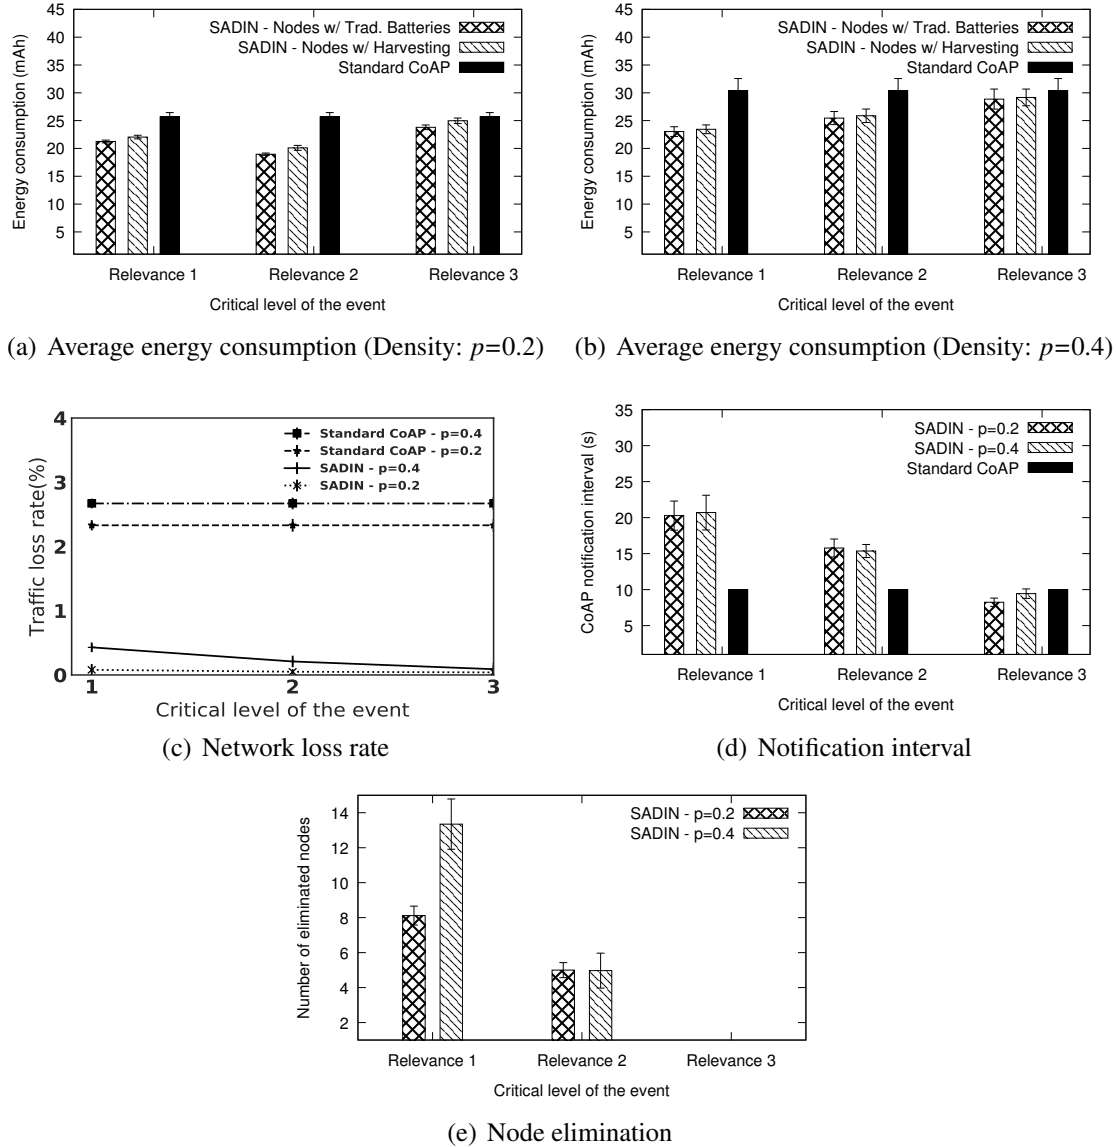 45
40
35
30
25
20
15
10
5
Energy consumption (mAh)
SADIN - Nodes w/ Trad. Batteries
SADIN - Nodes w/ Harvesting
Standard CoAP
Relevance 1 Relevance 2 Relevance 3
Critical level of the event
(a) Average energy consumption (Density: p=0.2)
45
40
35
30
25
20
15
10
5
Energy consumption (mAh)
SADIN - Nodes w/ Trad. Batteries
SADIN - Nodes w/ Harvesting
Standard CoAP
Relevance 1 Relevance 2 Relevance 3
Critical level of the event
(b) Average energy consumption (Density: p=0.4)
4
3
2
1
0
Traffic loss rate(%)
Standard CoAP - p=0.4
Standard CoAP - p=0.2
SADIN - p=0.4
SADIN - p=0.2
1 2 3
Critical level of the event
(c) Network loss rate
35
30
25
20
15
10
5
CoAP notification interval (s)
SADIN - p=0.2
SADIN - p=0.4
Standard CoAP
Relevance 1 Relevance 2 Relevance 3
Critical level of the event
(d) Notification interval
14
12
10
8
6
4
2
Number of eliminated nodes
SADIN - p=0.2
SADIN - p=0.4
Relevance 1 Relevance 2 Relevance 3
Critical level of the event
(e) Node elimination